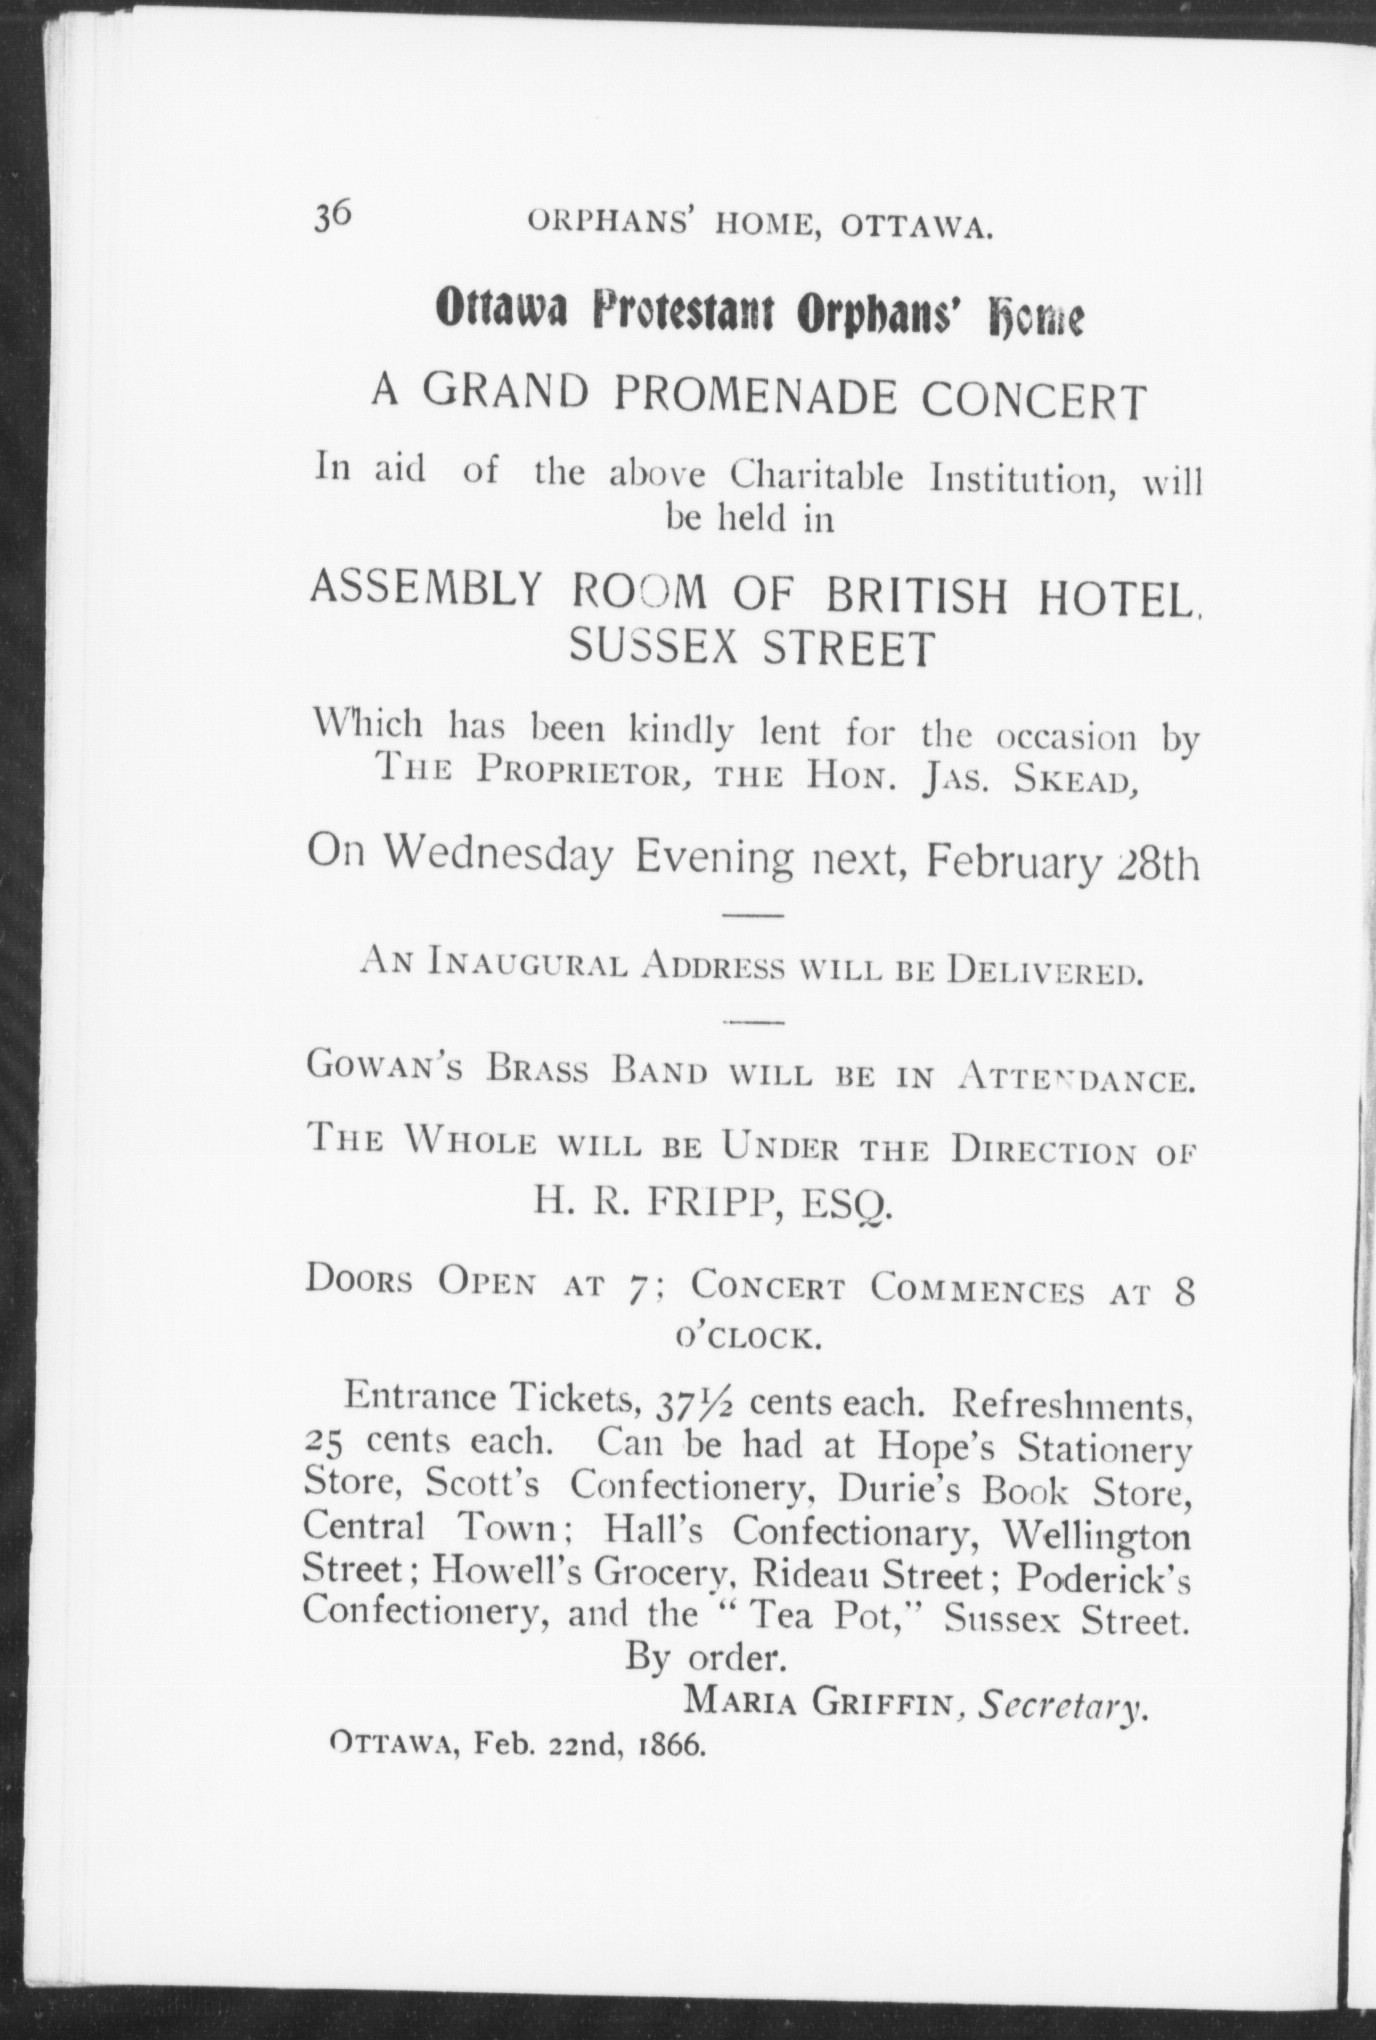 36 ORPHANS' HOME, OTTAWA.
Ottawa Protestant Orphans' Home
A GRAND PROMENADE CONCERT
In aid of the above Charitable Institution, will
be held in
ASSEMBLY ROOM OF BRITISH HOTEL,
SUSSEX STREET
Which has been kindly lent for the occasion by
THE PROPRIETOR, THE HON. JAS. SKEAD,
On Wednesday Evening next, February 28th
AN INAUGURAL ADDRESS WILL BE DELIVERED.
GOWAN'S BRASS BAND WILL BE IN ATTENDANCE.
THE WHOLE WILL BE UNDER THE DIRECTION OF
H. R. FRIPP, ESQ.
DOORS OPEN AT 7; CONCERT COMMENCES AT 8
O'CLOCK.
Entrance Tickets, 37½ cents each. Refreshments,
25 cents each. Can be had at Hope's Stationery
Store, Scott's Confectionery, Durie's Book Store,
Central Town; Hall's Confectionary, Wellington
Street; Howell's Grocery, Rideau Street; Poderick's
Confectionery, and the "Tea Pot," Sussex Street.
By order.
MARIA GRIFFIN, Secretary.
OTTAWA, Feb. 22nd, 1866.